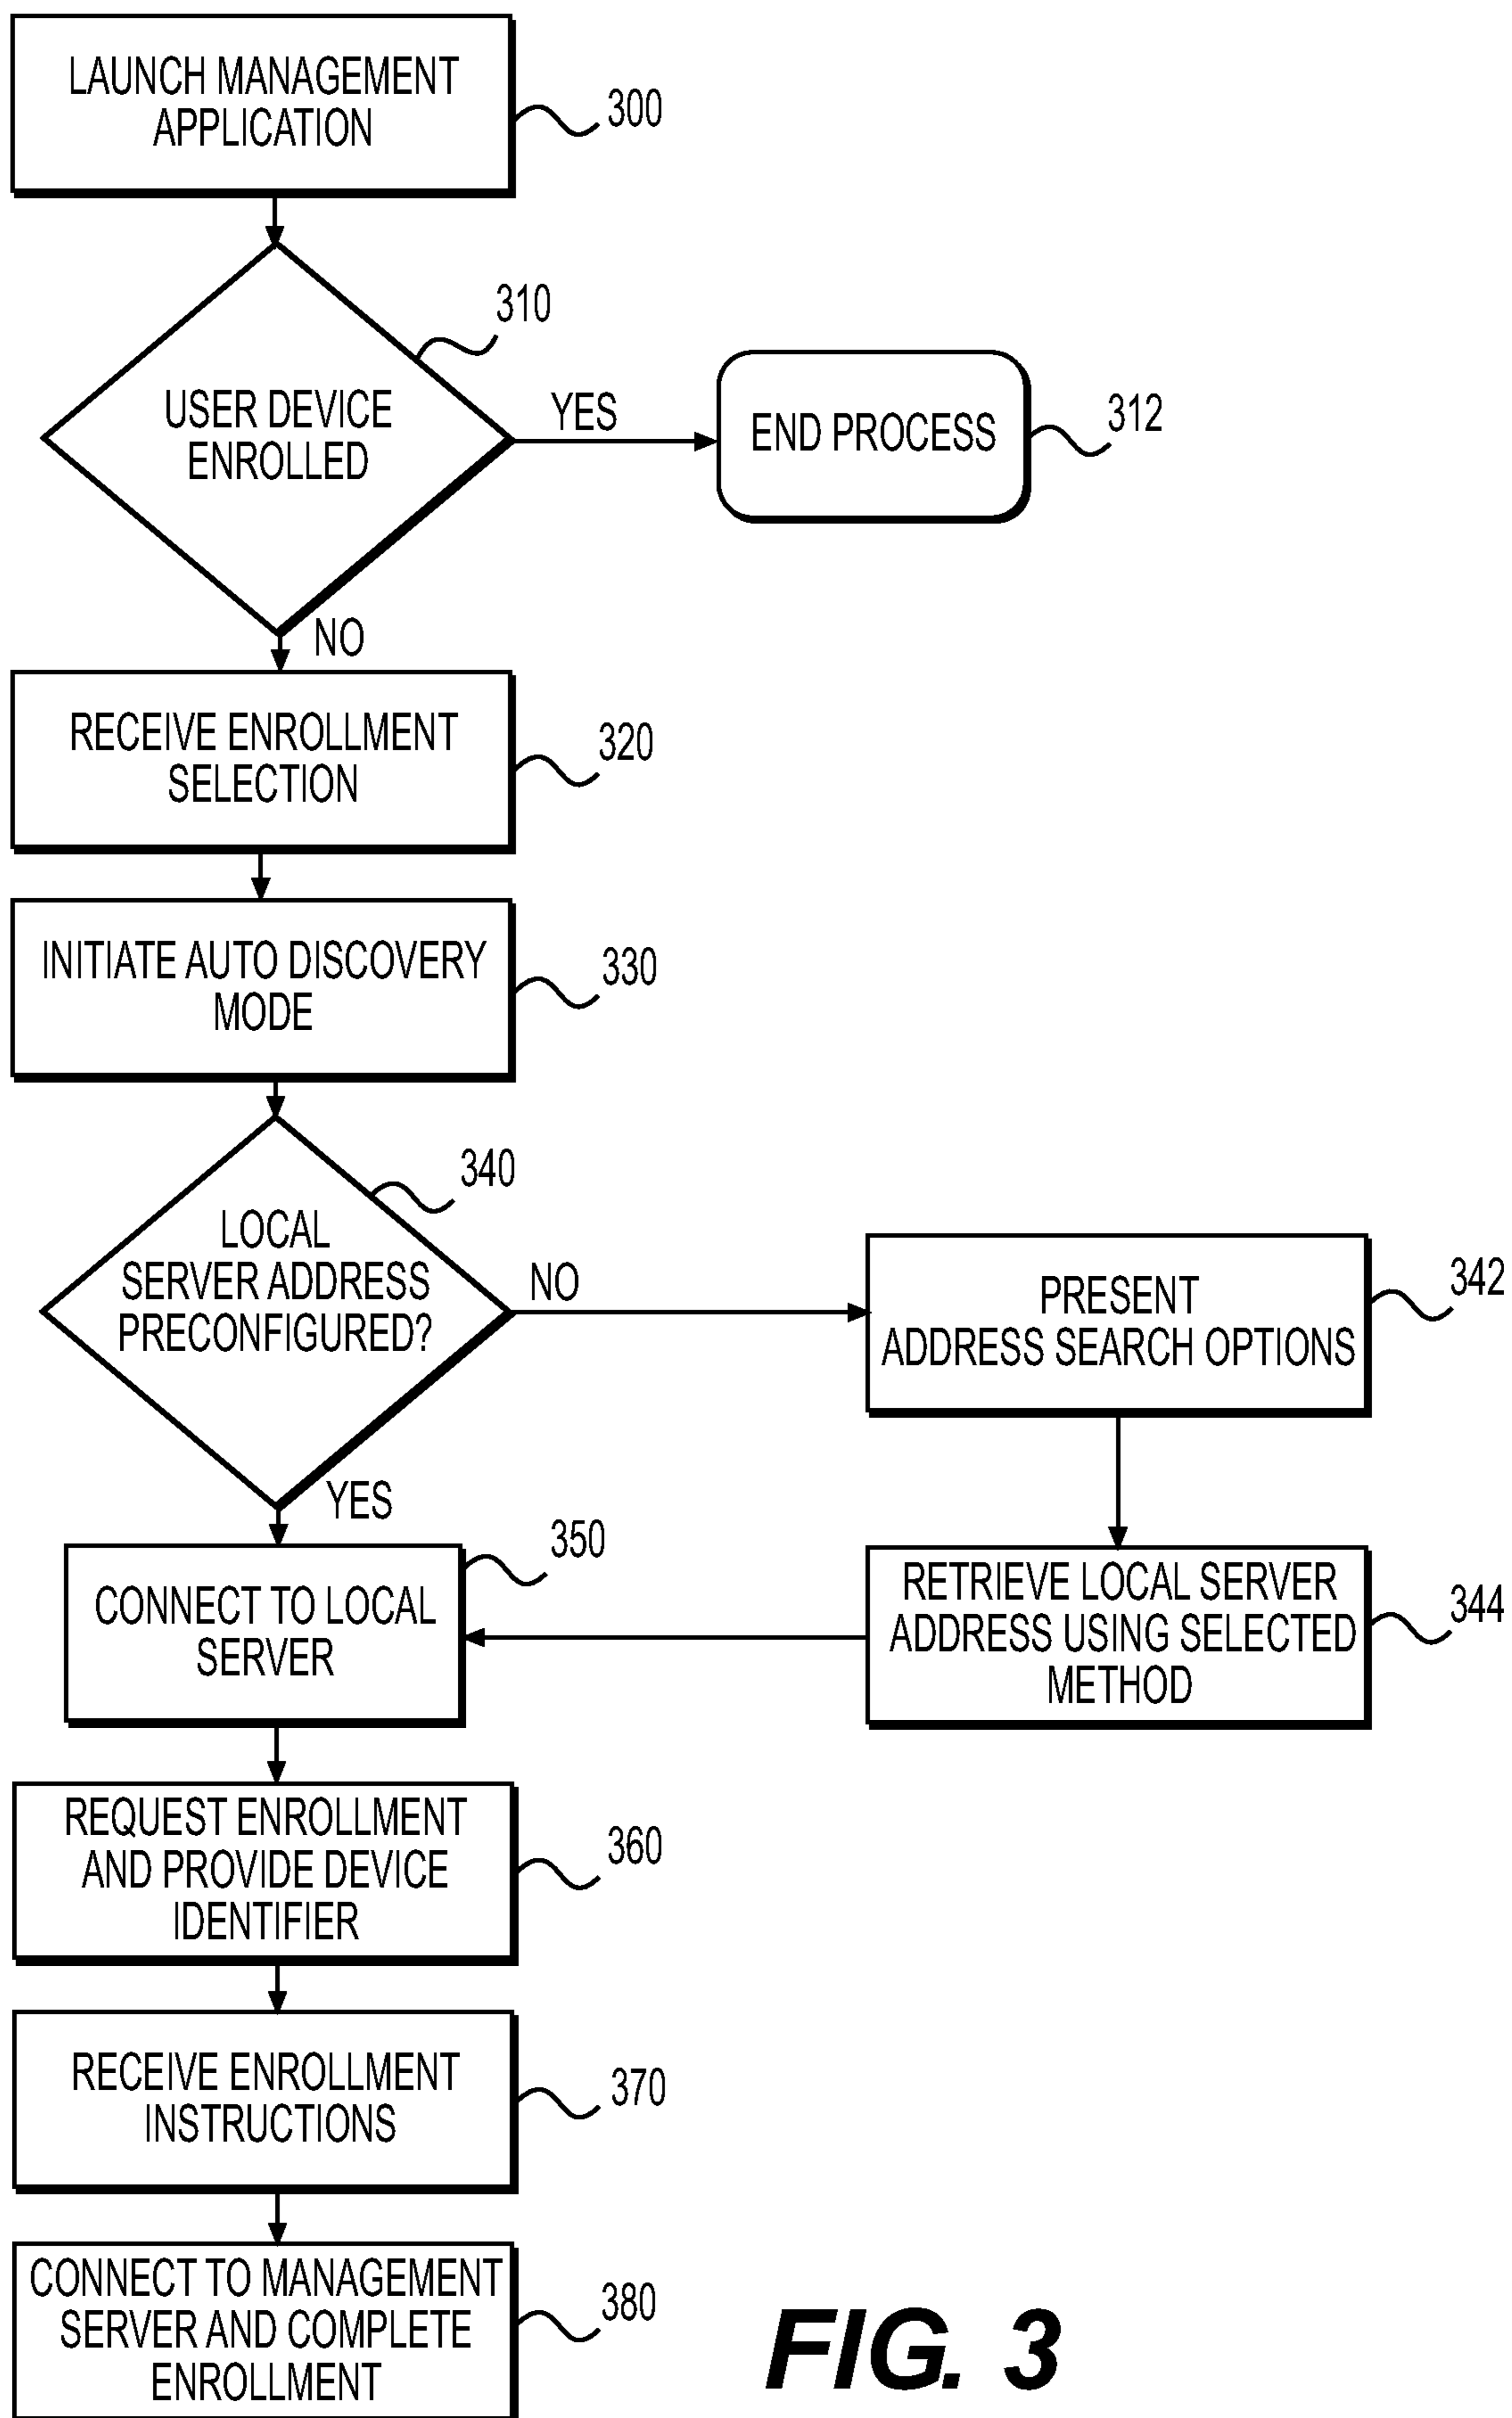 LAUNCH MANAGEMENT
APPLICATION
300
310
USER DEVICE
ENROLLED
YES
END PROCESS
312
NO
RECEIVE ENROLLMENT
SELECTION
320
INITIATE AUTO DISCOVERY
MODE
330
340
LOCAL
SERVER ADDRESS
PRECONFIGURED?
NO
PRESENT
ADDRESS SEARCH OPTIONS
342
YES
350
CONNECT TO LOCAL
SERVER
RETRIEVE LOCAL SERVER
ADDRESS USING SELECTED
METHOD
344
REQUEST ENROLLMENT
AND PROVIDE DEVICE
IDENTIFIER
360
RECEIVE ENROLLMENT
INSTRUCTIONS
370
CONNECT TO MANAGEMENT
SERVER AND COMPLETE
ENROLLMENT
380
FIG. 3